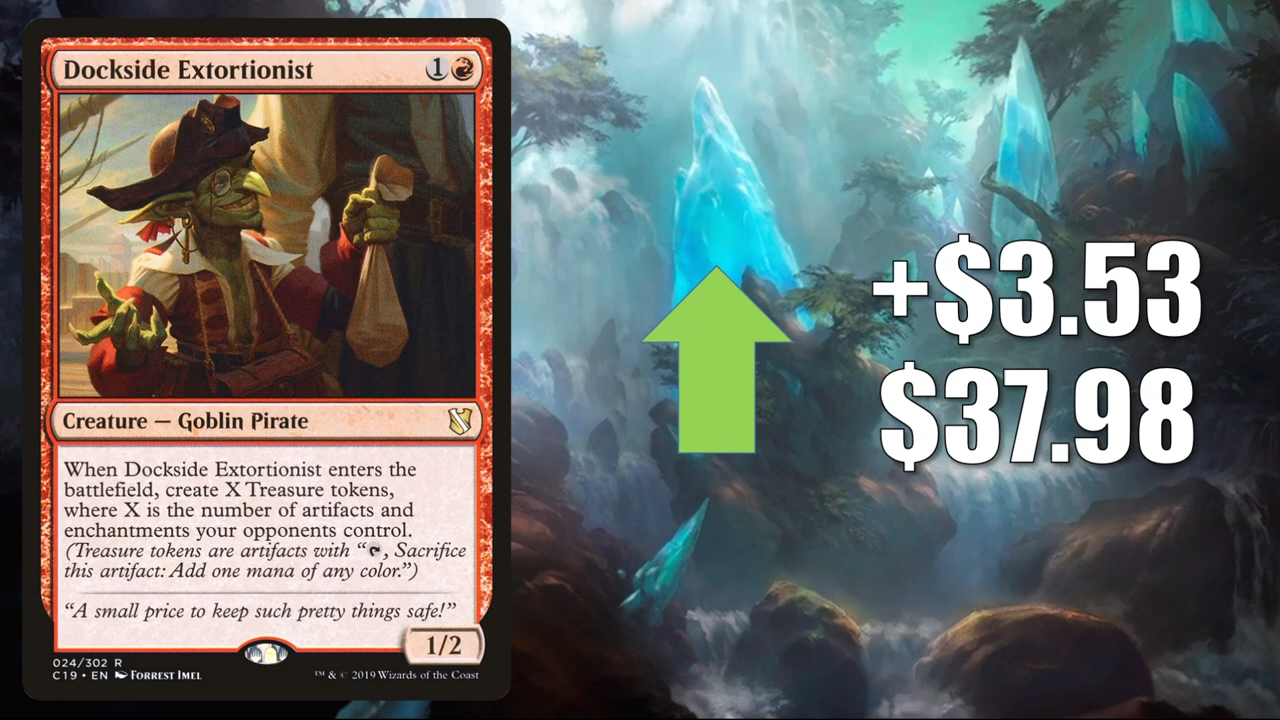 Dockside Extortionist 1
Creature — Goblin Pirate
When Dockside Extortionist enters the
battlefield, create X Treasure tokens,
where X is the number of artifacts and
enchantments your opponents control.
(Treasure tokens are artifacts with “, Sacrifice
this artifact: Add one mana of any color.”)
“A small price to keep such pretty things safe!”
1/2
024/302 R
C19 • EN Forrest Imel
™ & © 2019 Wizards of the Coast
+$3.53
$37.98